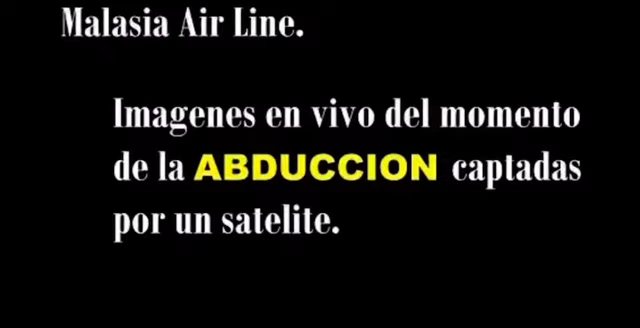 Malasia Air Line.
Imagenes en vivo del momento
de la ABDUCCION captadas
por un satelite.